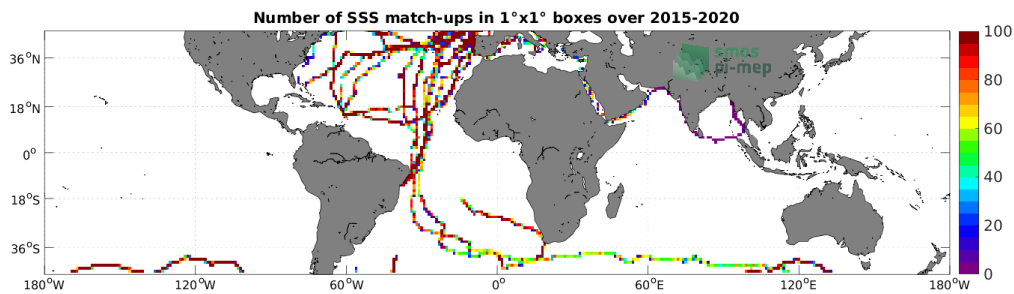 Number of SSS match-ups in 1°x1° boxes over 2015-2020
36°N
18°N
0°
18°S
36°S
180°W
120°W
60°W
0°
60°E
120°E
180°W
100
80
60
40
20
0
smos
pi-mep